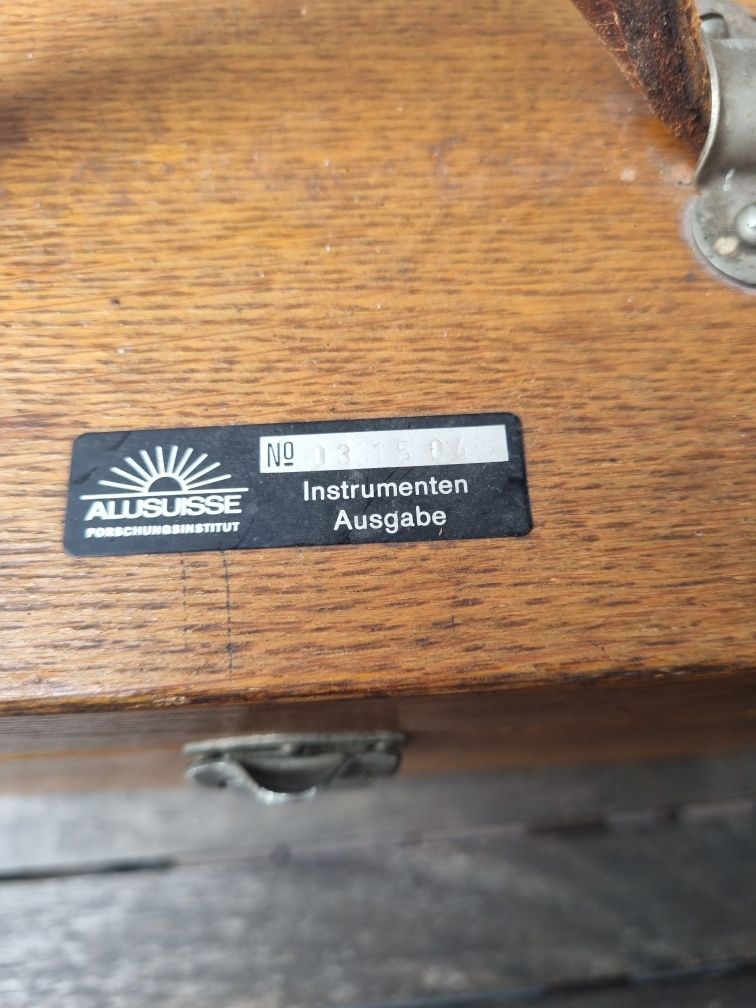 ALUSUISSE
FORSCHUNGSINSTITUT
Nº 03 15 04
Instrumenten
Ausgabe